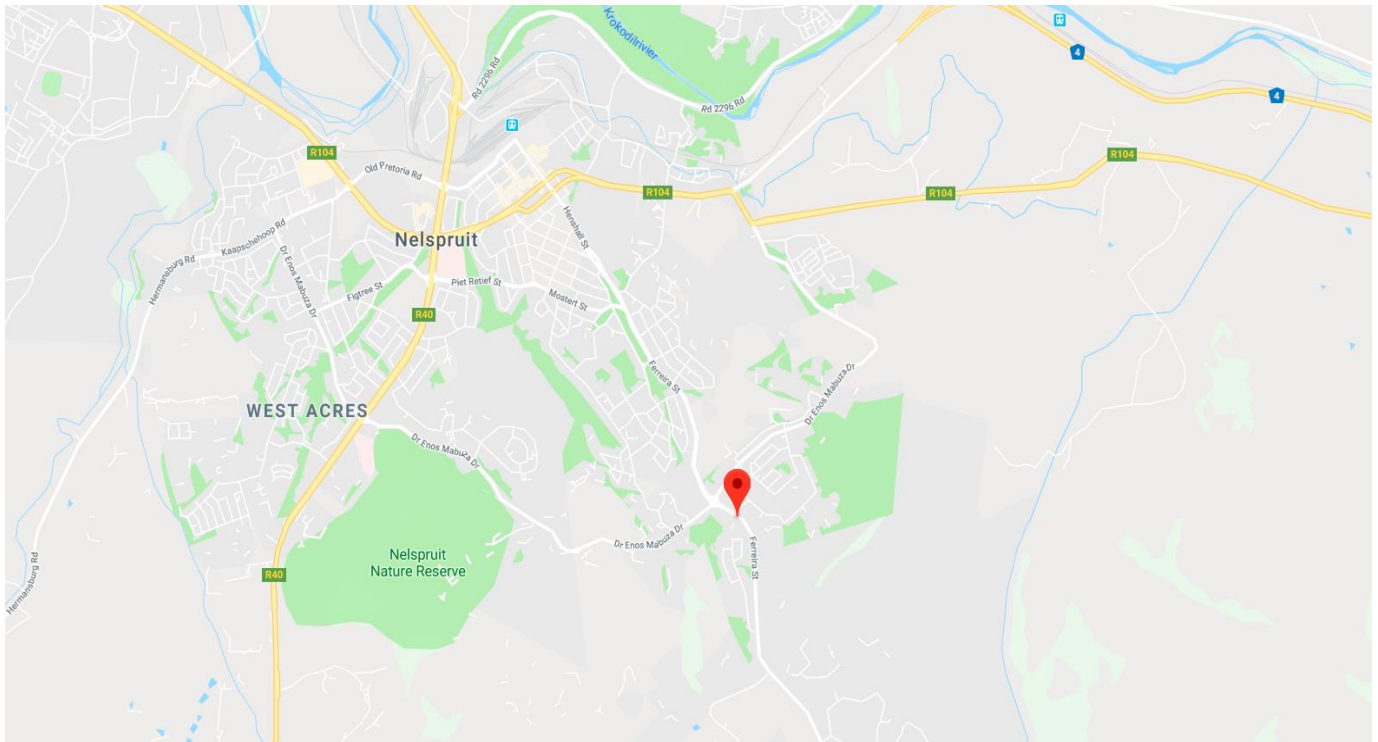 Krokodilrivier
4
4
Rd 2296 Rd
Rd 2296 Rd
R104
R104
Old Pretoria Rd
R104
R104
Henshall St
Kaapschehoop Rd
Nelspruit
Hermansburg Rd
Dr Enos Mabuza Dr
Figtree St
Piet Retief St
Mostert St
R40
Ferreira St
Dr Enos Mabuza Dr
WEST ACRES
Dr Enos Mabuza Dr
Dr Enos Mabuza Dr
Ferreira St
Nelspruit
Nature Reserve
R40
Hermansburg Rd